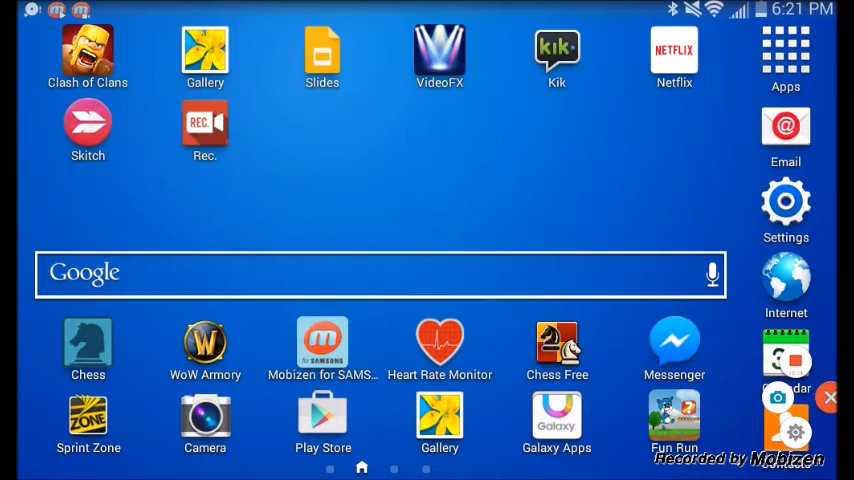 6:21 PM
Clash of Clans
Gallery
Slides
VideoFX
kik
Kik
NETFLIX
Netflix
Apps
Skitch
REC.
Rec.
Email
Settings
Google
Internet
Chess
WoW Armory
for SAMSUNG
Mobizen for SAMS...
Heart Rate Monitor
Chess Free
Messenger
ZONE
Sprint Zone
Camera
Play Store
Gallery
Galaxy
Galaxy Apps
Fun Run
Recorded by Mobizen